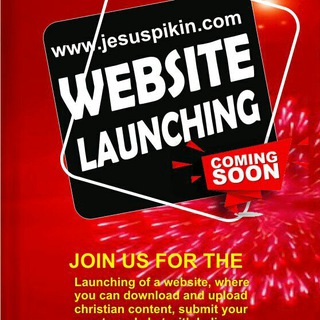 www.jesuspikin.com
WEBSITE
LAUNCHING
COMING
SOON
JOIN US FOR THE
Launching of a website, where
you can download and upload
christian content, submit your